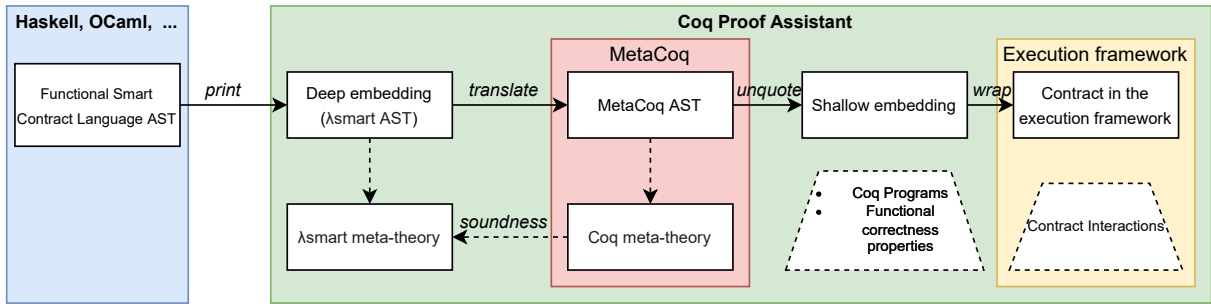 Haskell, OCaml, ...
Coq Proof Assistant
MetaCoq
Execution framework
Functional Smart
Contract Language AST
print
Deep embedding
(λsmart AST)
translate
MetaCoq AST
unquote
Shallow embedding
wrap
Contract in the
execution framework
λsmart meta-theory
soundness
Coq meta-theory
• Coq Programs
• Functional
correctness
properties
Contract Interactions